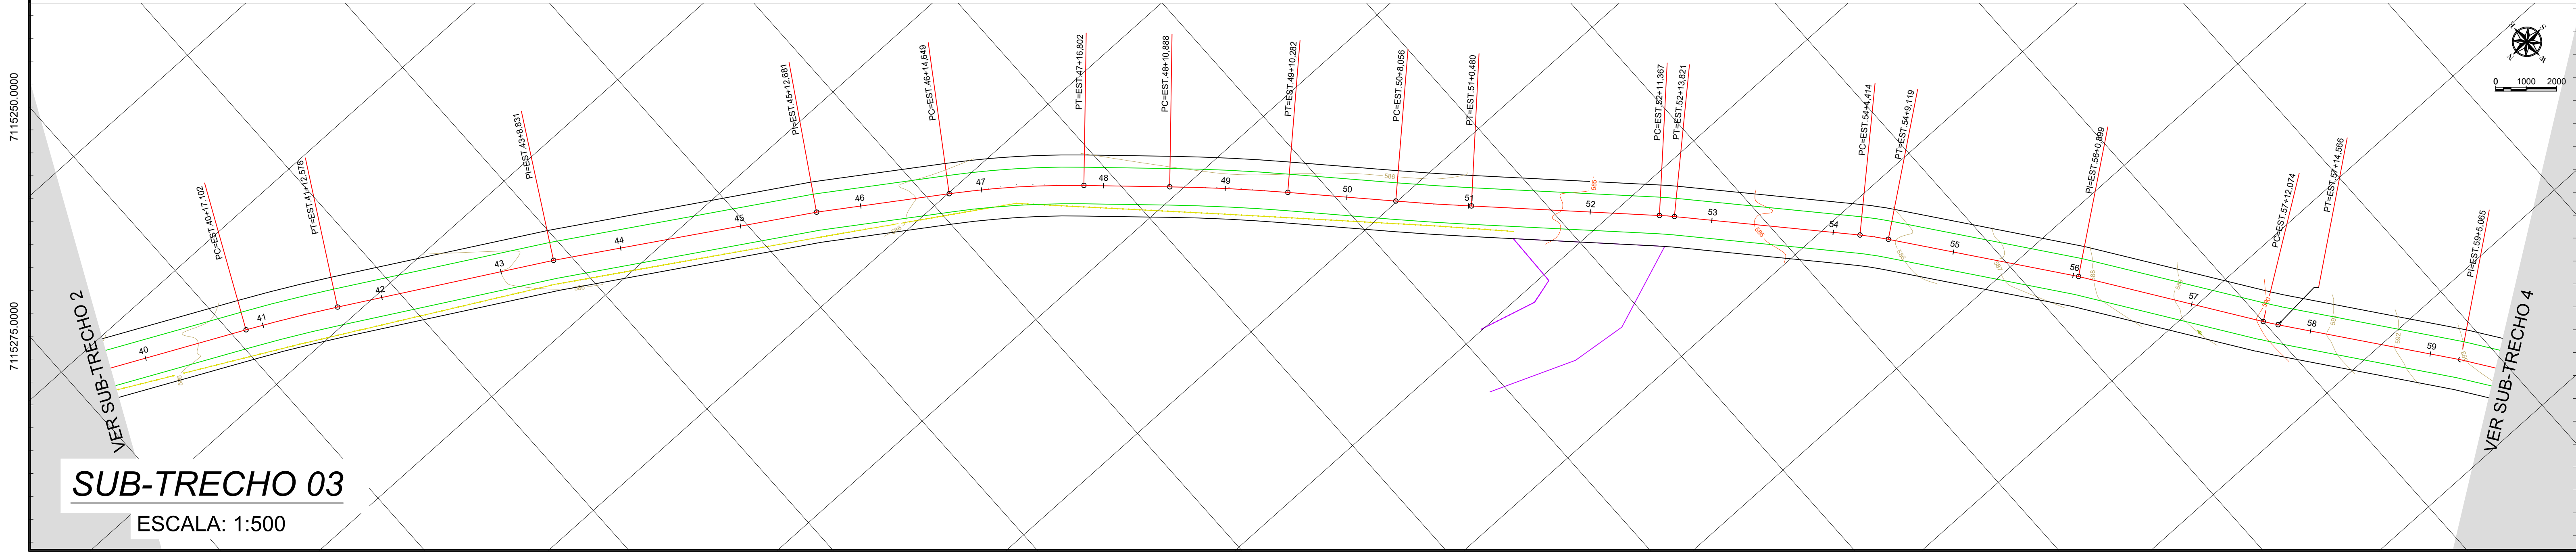 7115250.0000
7115275.0000
VER SUB-TRECHO 2
PC=EST.40+17,102
PT=EST.41+12,578
PI=EST.43+8,831
PI=EST.45+12,681
PC=EST.46+14,649
PT=EST.47+16,802
PC=EST.48+10,888
PT=EST.49+10,282
PC=EST.50+8,056
PT=EST.51+0,480
PC=EST.52+11,367
PT=EST.52+13,821
PC=EST.54+4,414
PT=EST.54+9,119
PI=EST.56+0,899
PC=EST.57+12,074
PT=EST.57+14,566
PI=EST.59+5,065
40
41
42
43
44
45
46
47
48
49
50
51
52
53
54
55
56
57
58
59
586
585
585
588
590
0 1000 2000
VER SUB-TRECHO 4
SUB-TRECHO 03
ESCALA: 1:500